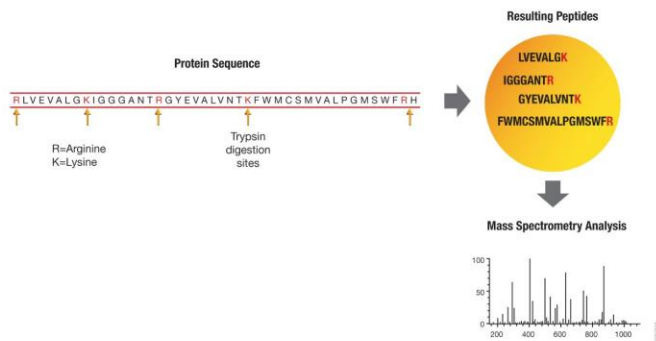 Resulting Peptides
Protein Sequence
LVEVALGK
IGGGANTR
GYEVALVNTK
FWMCSMVALPGMSWFR
RLVEVALGKIGGGANTRGYEVALVNTKFWMCSMVALPGMSWFRH
R=Arginine
K=Lysine
Trypsin
digestion
sites
Mass Spectrometry Analysis
100
50
0
200 400 600 800 1000